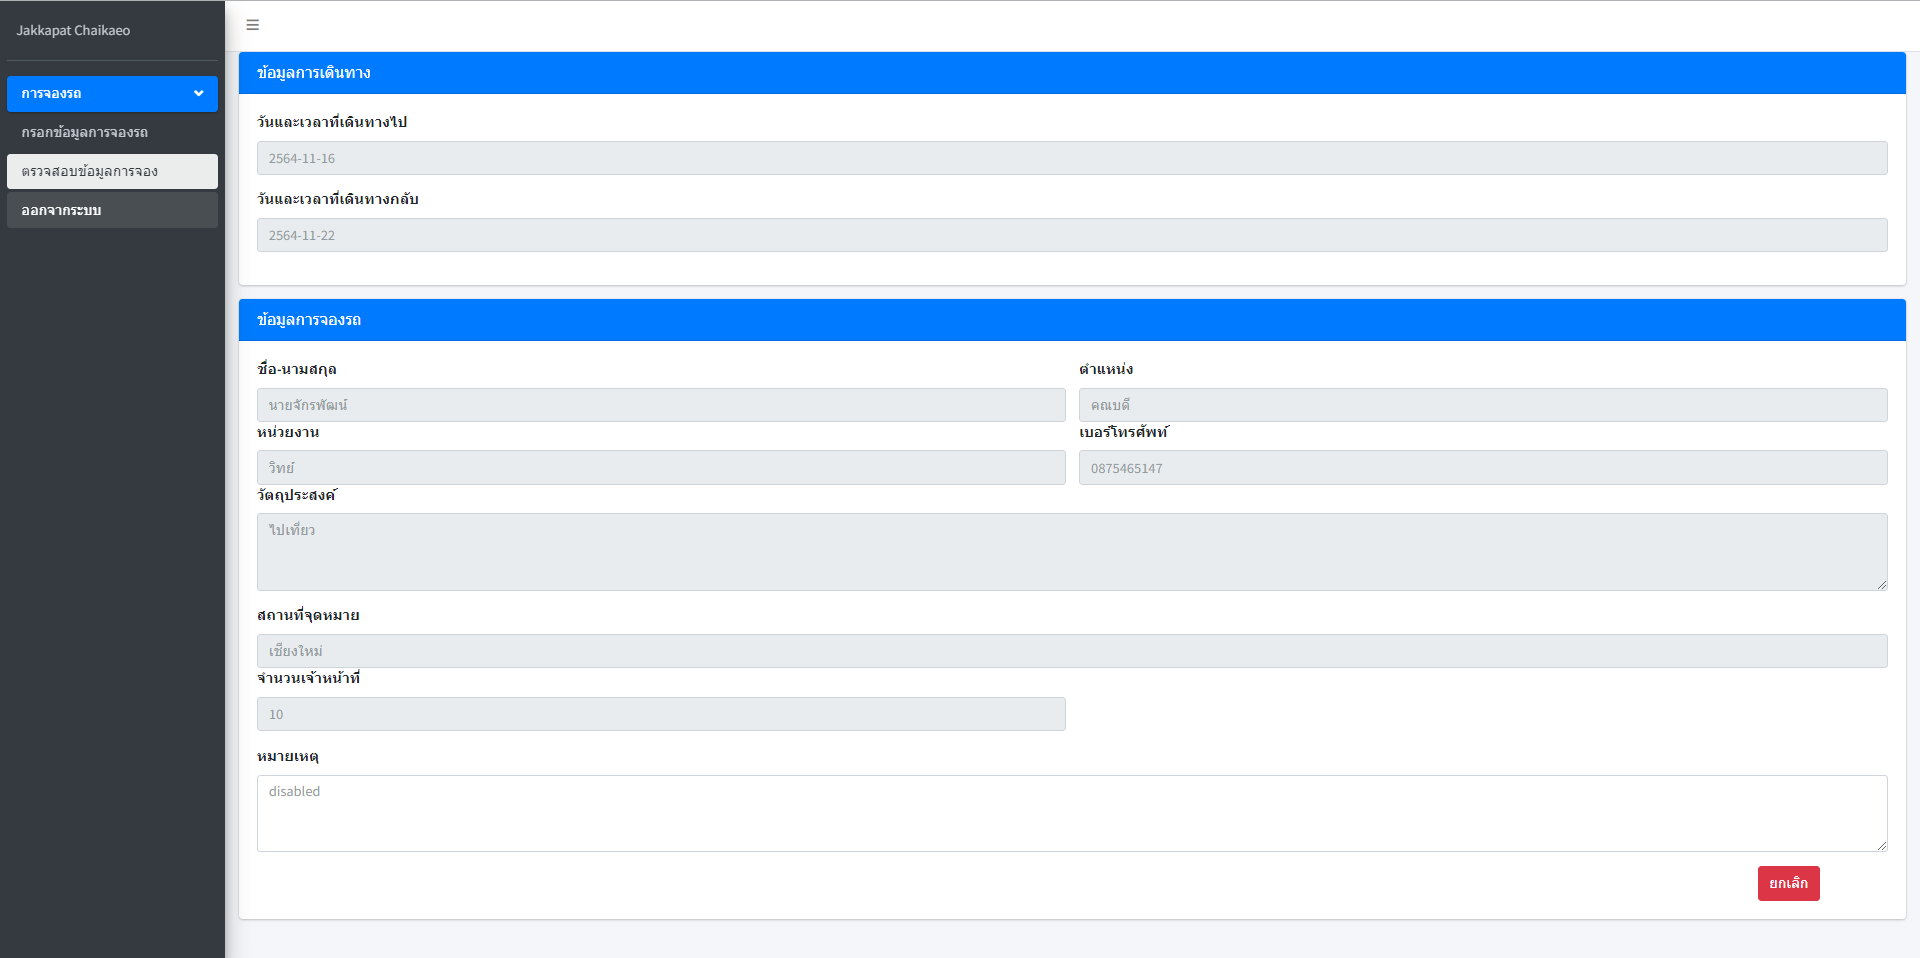 Jakkapat Chaikaeo
การจองรถ
กรอกข้อมูลการจองรถ
ตรวจสอบข้อมูลการจอง
ออกจากระบบ
ข้อมูลการเดินทาง
วันและเวลาที่เดินทางไป
2564-11-16
วันและเวลาที่เดินทางกลับ
2564-11-22
ข้อมูลการจองรถ
ชื่อ-นามสกุล
ตำแหน่ง
นายจักรพัฒน์
คณบดี
หน่วยงาน
เบอร์โทรศัพท์
วิทย์
0875465147
วัตถุประสงค์
ไปเที่ยว
สถานที่จุดหมาย
เชียงใหม่
จำนวนเจ้าหน้าที่
10
หมายเหตุ
disabled
ยกเลิก